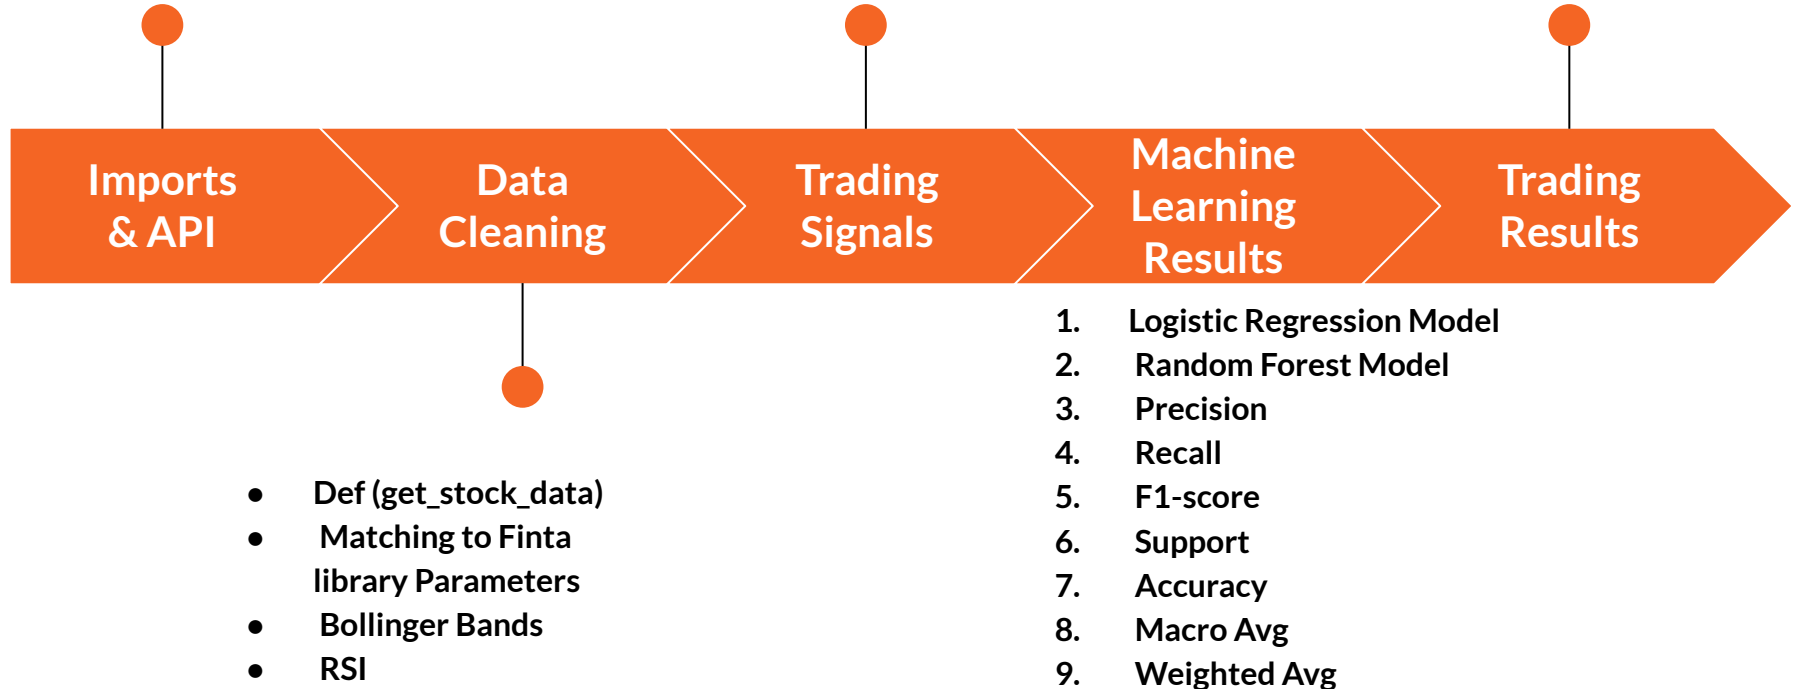 Imports
& API
Data
Cleaning
Trading
Signals
Machine
Learning
Results
Trading
Results
● Def (get_stock_data)
● Matching to Finta
library Parameters
● Bollinger Bands
● RSI
1. Logistic Regression Model
2. Random Forest Model
3. Precision
4. Recall
5. F1-score
6. Support
7. Accuracy
8. Macro Avg
9. Weighted Avg